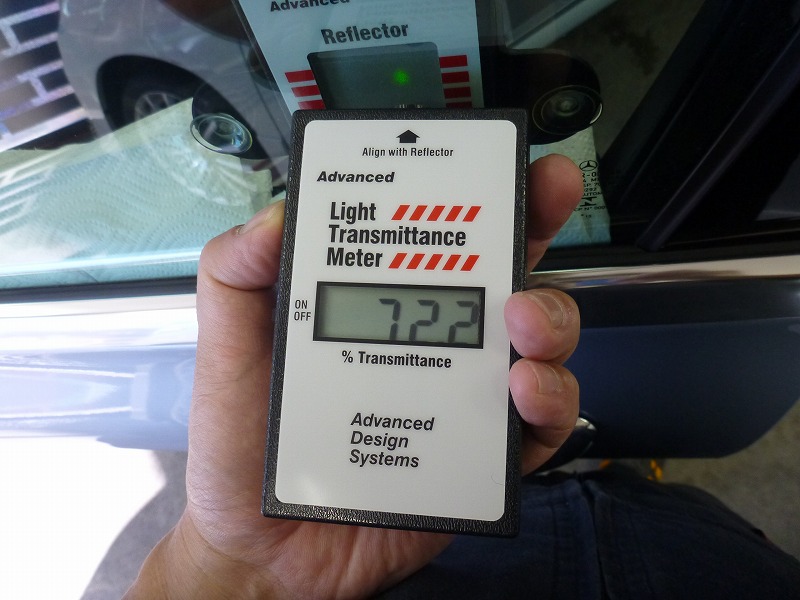 Advanced
Reflector
Align with Reflector
Advanced
Light
Transmittance
Meter
ON
OFF
72.2
% Transmittance
Advanced
Design
Systems